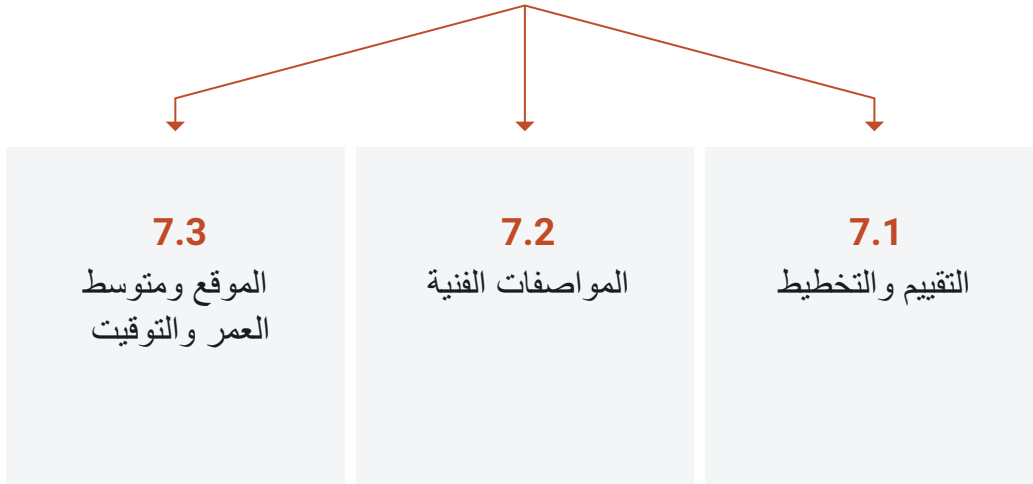 7.1
التقييم والتخطيط
7.2
المواصفات الفنية
7.3
الموقع ومتوسط
العمر والتوقيت